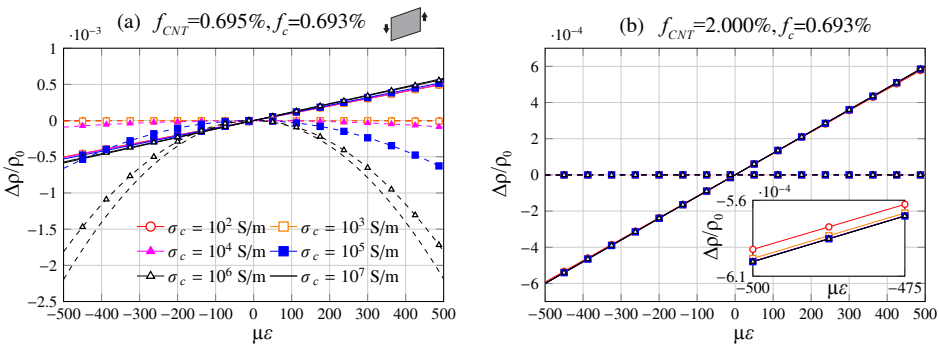 (a) f_CNT=0.695%, f_c=0.693%
·10⁻³
Δρ/ρ₀
1
0.5
0
−0.5
−1
−1.5
−2
−2.5
σ_c = 10² S/m
σ_c = 10³ S/m
σ_c = 10⁴ S/m
σ_c = 10⁵ S/m
σ_c = 10⁶ S/m
σ_c = 10⁷ S/m
−500 −400 −300 −200 −100 0 100 200 300 400 500
με
(b) f_CNT=2.000%, f_c=0.693%
·10⁻⁴
Δρ/ρ₀
6
4
2
0
−2
−4
−6
·10⁻⁴
Δρ/ρ₀
−5.6
−6.1
−500 −475
με
−500 −400 −300 −200 −100 0 100 200 300 400 500
με